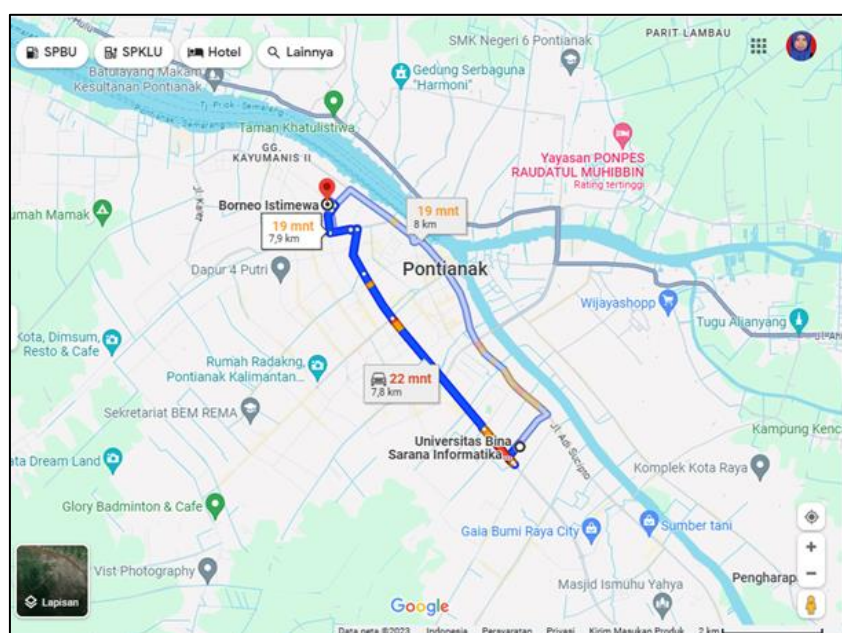 SPBU
SPKLU
Hotel
Lainnya
SMK Negeri 6 Pontianak
PARIT LAMBAU
Batulayang Makam
Kesultanan Pontianak
Gedung Serbaguna
"Harmoni"
Taman Khatulistiwa
GG.
KAYUMANIS II
Yayasan PONPES
RAUDATUL MUHIBBIN
Rating tertinggi
Borneo Istimewa
umah Mamak
19 mnt
7,9 km
19 mnt
8 km
Dapur 4 Putri
Pontianak
Wijayashopp
Tugu Alianyang
Kota, Dimsum,
Resto & Cafe
Rumah Radakng,
Pontianak Kalimantan...
22 mnt
7,8 km
Sekretariat BEM REMA
Universitas Bina
Sarana Informatika
Jl. Adi Sucipto
Kampung Kenc
ata Dream Land
Komplek Kota Raya
Glory Badminton & Cafe
Gaia Bumi Raya City
Sumber tani
Vist Photography
Masjid Ismuhu Yahya
Pengharap
Lapisan
Google
Data peta ©2023 Indonesia Persyaratan Privasi Kirim Masukan Produk 2 km